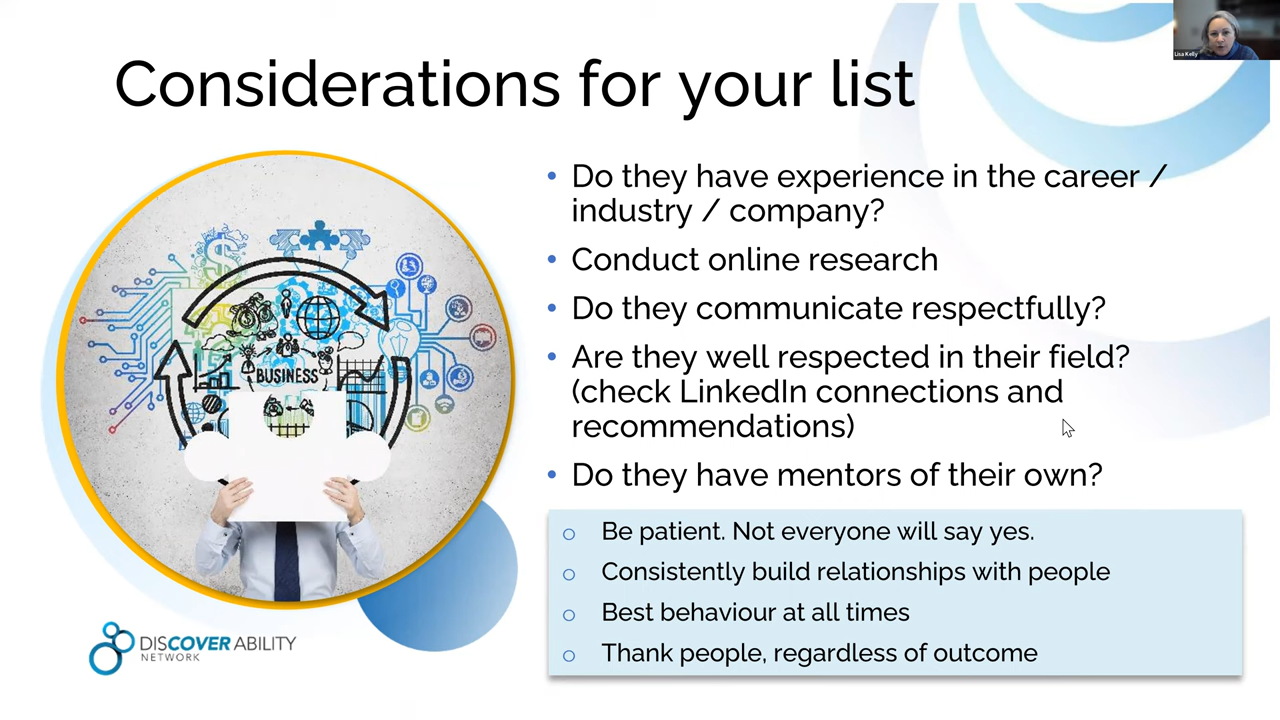 Considerations for your list
Lisa Kelly
• Do they have experience in the career /
industry / company?
• Conduct online research
• Do they communicate respectfully?
• Are they well respected in their field?
(check LinkedIn connections and
recommendations)
• Do they have mentors of their own?
BUSINESS
o Be patient. Not everyone will say yes.
o Consistently build relationships with people
o Best behaviour at all times
o Thank people, regardless of outcome
DISCOVER ABILITY
NETWORK